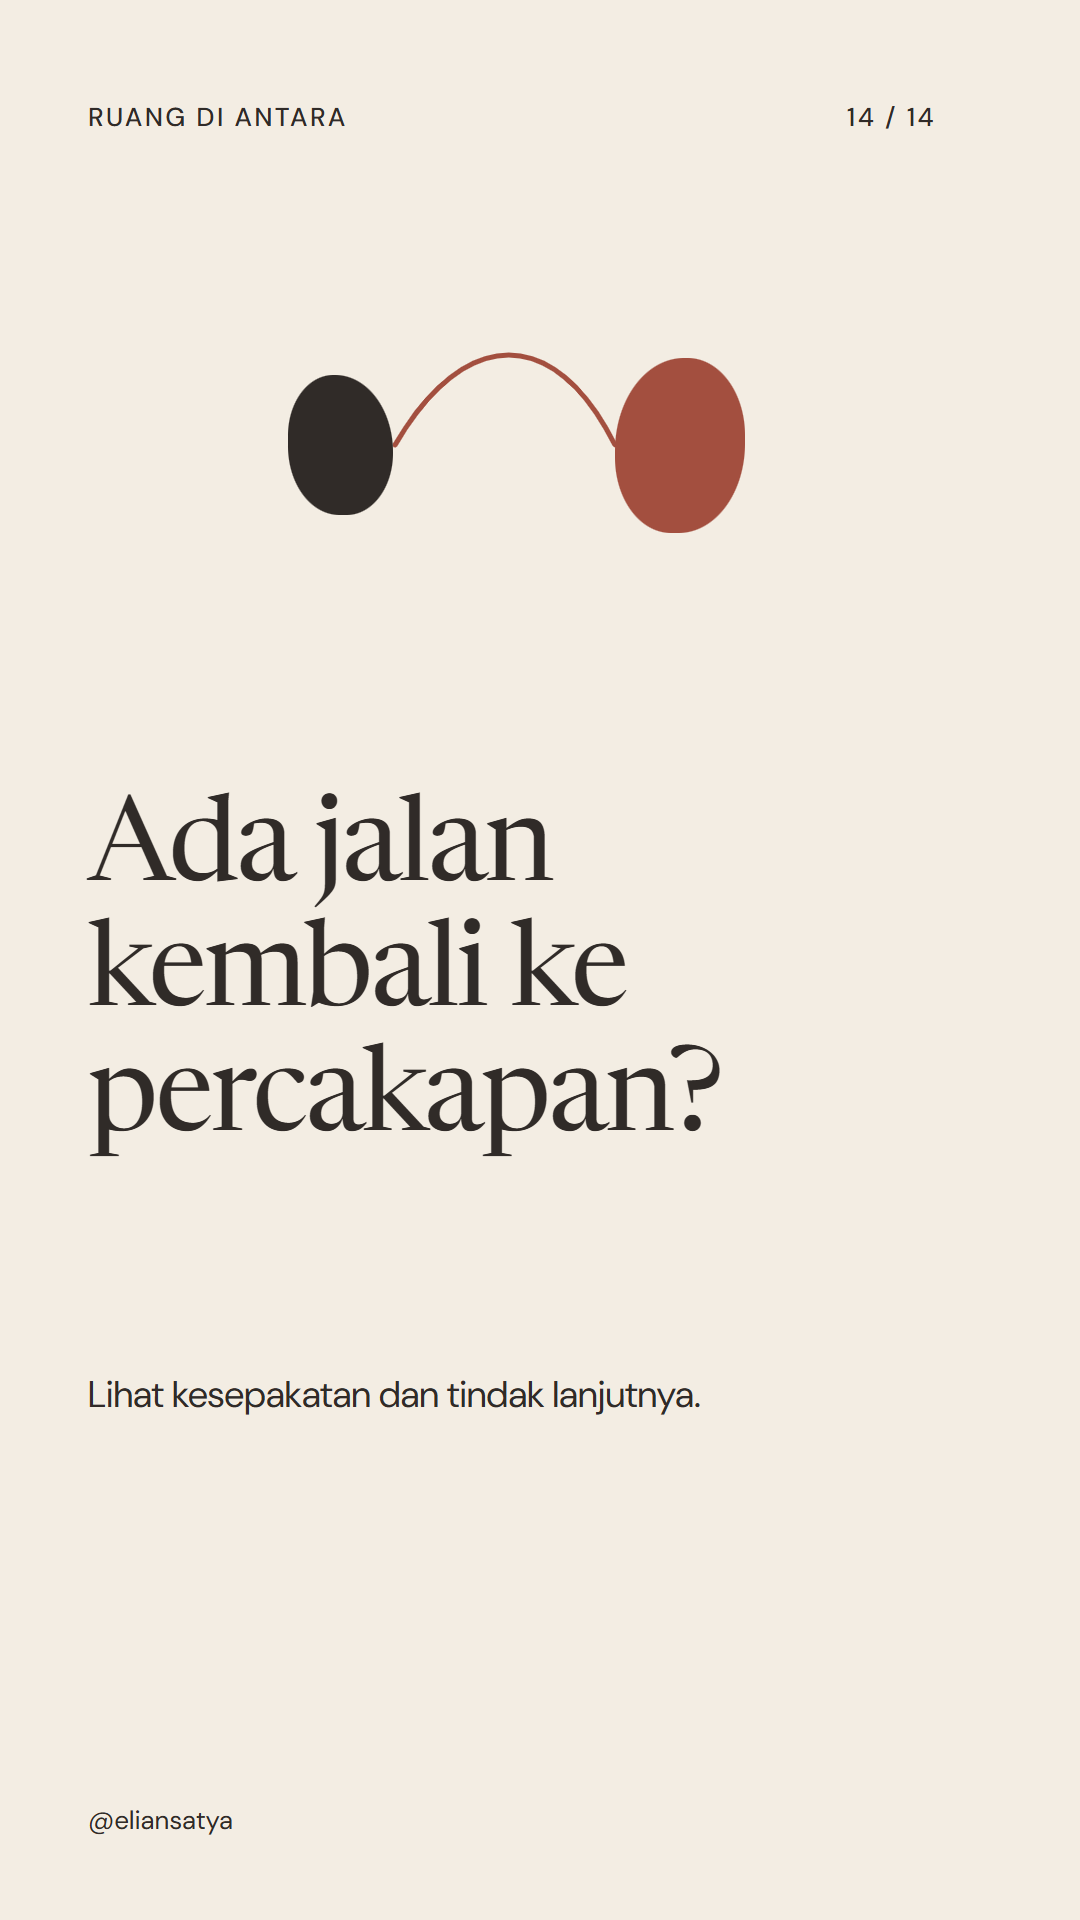 RUANG DI ANTARA
14 / 14
Ada jalan
kembali ke
percakapan?
Lihat kesepakatan dan tindak lanjutnya.
@eliansatya